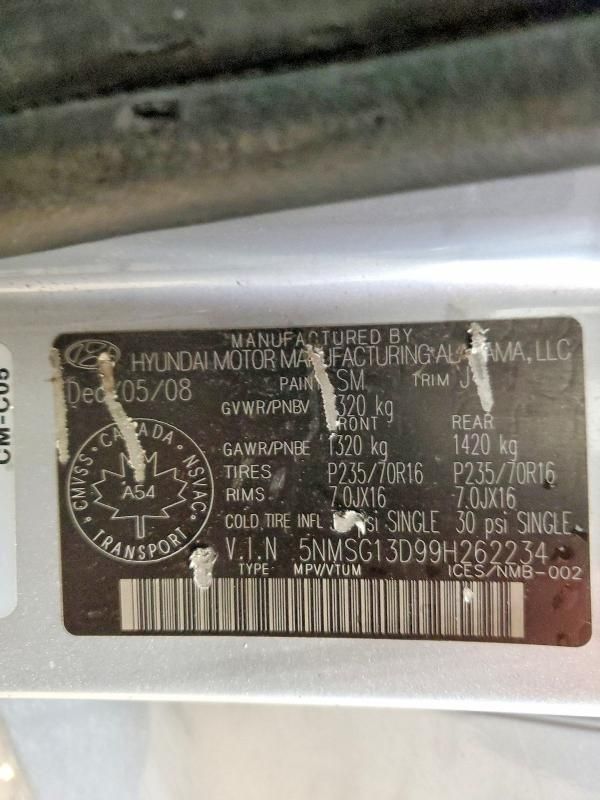 MANUFACTURED BY
HYUNDAI MOTOR MANUFACTURING ALABAMA, LLC
Dec/05/08 PAINT SM TRIM J
GVWR/PNBV 320 kg
FRONT REAR
GAWR/PNBE 1320 kg 1420 kg
TIRES P235/70R16 P235/70R16
RIMS 7.0JX16 7.0JX16
COLD TIRE INFL SINGLE 30 psi SINGLE
V.I.N 5NMSG13D99H262234
TYPE MPV/VTUM ICES/NMB-002
CMVSS CANADA NSVAC
A54
TRANSPORT
CM-C05